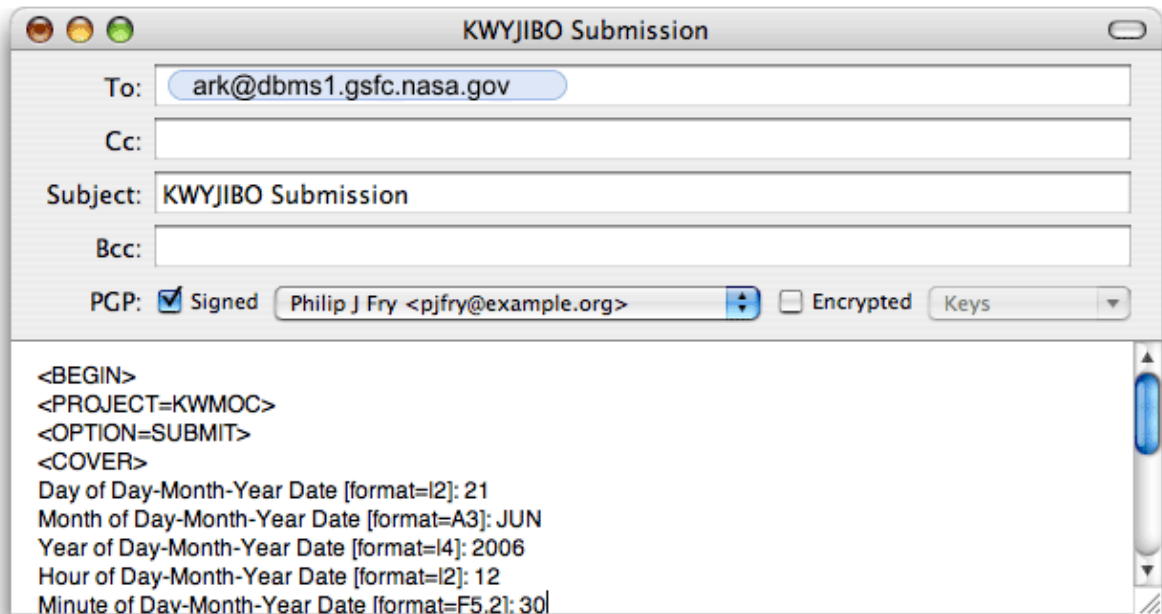 KWYJIBO Submission
To: ark@dbms1.gsfc.nasa.gov
Cc:
Subject: KWYJIBO Submission
Bcc:
PGP: Signed Philip J Fry <pjfry@example.org> Encrypted Keys
<BEGIN>
<PROJECT=KWMOC>
<OPTION=SUBMIT>
<COVER>
Day of Day-Month-Year Date [format=I2]: 21
Month of Day-Month-Year Date [format=A3]: JUN
Year of Day-Month-Year Date [format=I4]: 2006
Hour of Day-Month-Year Date [format=I2]: 12
Minute of Day-Month-Year Date [format=F5.2]: 30